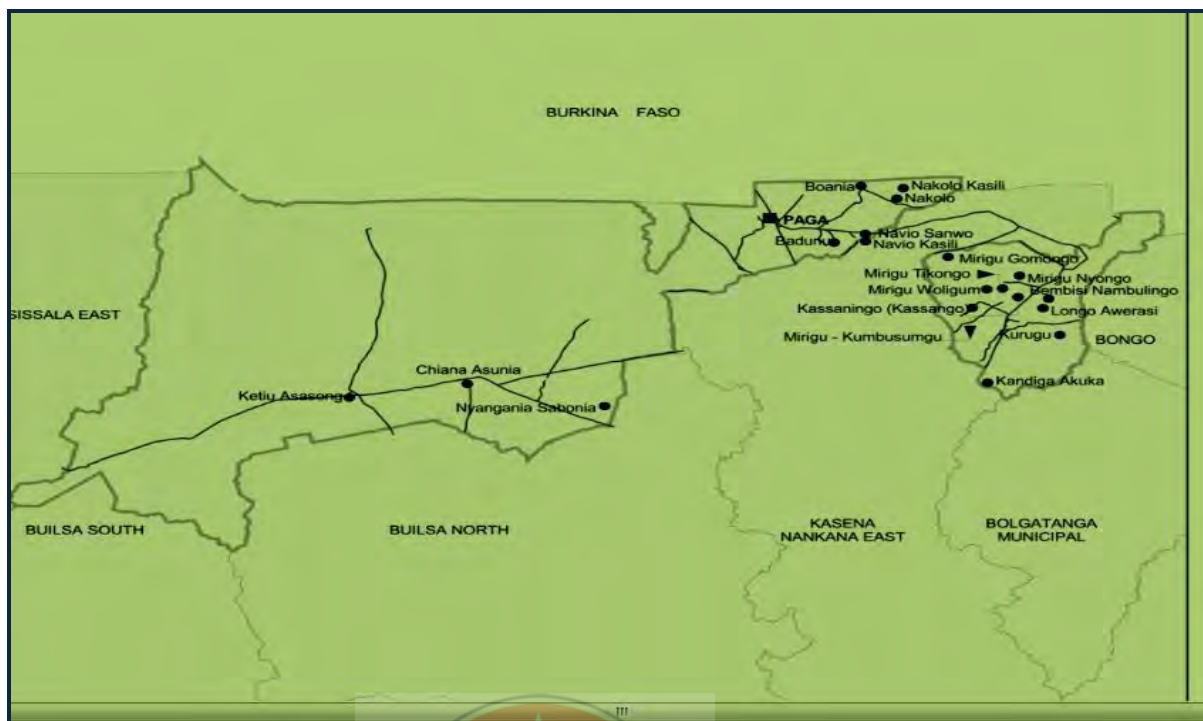 BURKINA FASO
Boania
Nakolo Kasili
Nakolo
PAGA
Navio Sanwo
Badunu
Navio Kasili
Mirigu Gomongo
Mirigu Tikongo
Mirigu Nyongo
Mirigu Woligum
Bembisi Nambulingo
Kassaningo (Kassango)
Longo Awerasi
SISSALA EAST
Mirigu - Kumbusumgu
Kurugu
BONGO
Chiana Asunia
Kandiga Akuka
Ketiu Asasong
Nyangania Sabonia
BUILSA SOUTH
BUILSA NORTH
KASENA
NANKANA EAST
BOLGATANGA
MUNICIPAL